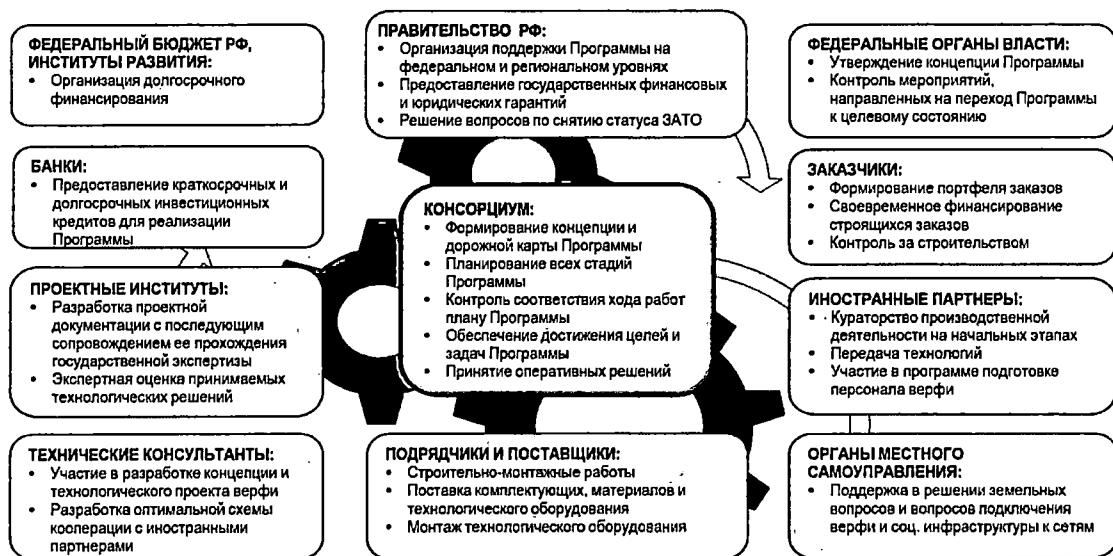 ФЕДЕРАЛЬНЫЙ БЮДЖЕТ РФ,
ИНСТИТУТЫ РАЗВИТИЯ:
• Организация долгосрочного
финансирования
БАНКИ:
• Предоставление краткосрочных и
долгосрочных инвестиционных
кредитов для реализации
Программы
ПРОЕКТНЫЕ ИНСТИТУТЫ:
• Разработка проектной
документации с последующим
сопровождением ее прохождения
государственной экспертизы
• Экспертная оценка принимаемых
технологических решений
ТЕХНИЧЕСКИЕ КОНСУЛЬТАНТЫ:
• Участие в разработке концепции и
технологического проекта верфи
• Разработка оптимальной схемы
кооперации с иностранными
партнерами
ПРАВИТЕЛЬСТВО РФ:
• Организация поддержки Программы на
федеральном и региональном уровнях
• Предоставление государственных финансовых
и юридических гарантий
• Решение вопросов по снятию статуса ЗАТО
КОНСОРЦИУМ:
• Формирование концепции и
дорожной карты Программы
• Планирование всех стадий
Программы
• Контроль соответствия хода работ
плану Программы
• Обеспечение достижения целей и
задач Программы
• Принятие оперативных решений
ПОДРЯДЧИКИ И ПОСТАВЩИКИ:
• Строительно-монтажные работы
• Поставка комплектующих, материалов и
технологического оборудования
• Монтаж технологического оборудования
ФЕДЕРАЛЬНЫЕ ОРГАНЫ ВЛАСТИ:
• Утверждение концепции Программы
• Контроль мероприятий,
направленных на переход Программы
к целевому состоянию
ЗАКАЗЧИКИ:
• Формирование портфеля заказов
• Своевременное финансирование
строящихся заказов
• Контроль за строительством
ИНОСТРАННЫЕ ПАРТНЕРЫ:
• Кураторство производственной
деятельности на начальных этапах
• Передача технологий
• Участие в программе подготовке
персонала верфи
ОРГАНЫ МЕСТНОГО
САМОУПРАВЛЕНИЯ:
• Поддержка в решении земельных
вопросов и вопросов подключения
верфи и соц. инфраструктуры к сетям